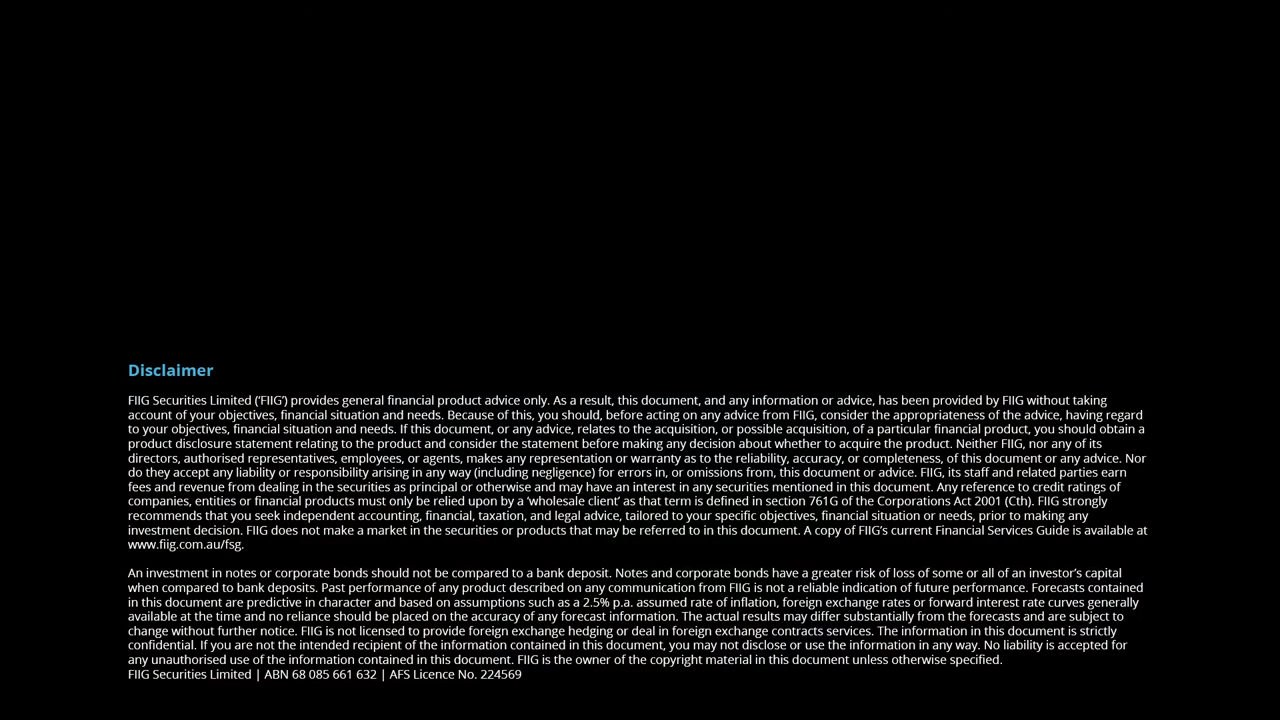 Disclaimer
FIIG Securities Limited (‘FIIG’) provides general financial product advice only. As a result, this document, and any information or advice, has been provided by FIIG without taking
account of your objectives, financial situation and needs. Because of this, you should, before acting on any advice from FIIG, consider the appropriateness of the advice, having regard
to your objectives, financial situation and needs. If this document, or any advice, relates to the acquisition, or possible acquisition, of a particular financial product, you should obtain a
product disclosure statement relating to the product and consider the statement before making any decision about whether to acquire the product. Neither FIIG, nor any of its
directors, authorised representatives, employees, or agents, makes any representation or warranty as to the reliability, accuracy, or completeness, of this document or any advice. Nor
do they accept any liability or responsibility arising in any way (including negligence) for errors in, or omissions from, this document or advice. FIIG, its staff and related parties earn
fees and revenue from dealing in the securities as principal or otherwise and may have an interest in any securities mentioned in this document. Any reference to credit ratings of
companies, entities or financial products must only be relied upon by a ‘wholesale client’ as that term is defined in section 761G of the Corporations Act 2001 (Cth). FIIG strongly
recommends that you seek independent accounting, financial, taxation, and legal advice, tailored to your specific objectives, financial situation or needs, prior to making any
investment decision. FIIG does not make a market in the securities or products that may be referred to in this document. A copy of FIIG’s current Financial Services Guide is available at
www.fiig.com.au/fsg.
An investment in notes or corporate bonds should not be compared to a bank deposit. Notes and corporate bonds have a greater risk of loss of some or all of an investor’s capital
when compared to bank deposits. Past performance of any product described on any communication from FIIG is not a reliable indication of future performance. Forecasts contained
in this document are predictive in character and based on assumptions such as a 2.5% p.a. assumed rate of inflation, foreign exchange rates or forward interest rate curves generally
available at the time and no reliance should be placed on the accuracy of any forecast information. The actual results may differ substantially from the forecasts and are subject to
change without further notice. FIIG is not licensed to provide foreign exchange hedging or deal in foreign exchange contracts services. The information in this document is strictly
confidential. If you are not the intended recipient of the information contained in this document, you may not disclose or use the information in any way. No liability is accepted for
any unauthorised use of the information contained in this document. FIIG is the owner of the copyright material in this document unless otherwise specified.
FIIG Securities Limited | ABN 68 085 661 632 | AFS Licence No. 224569